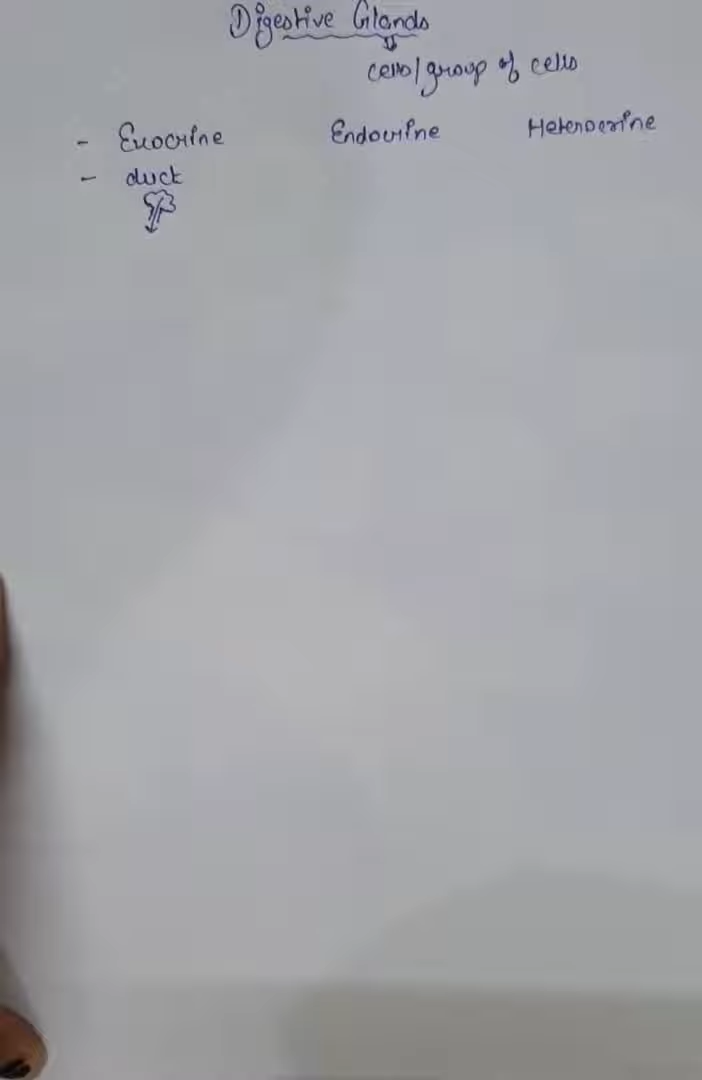 Digestive Glands
cells/group of cells
- Exocrine Endocrine Heterocrine
- duct